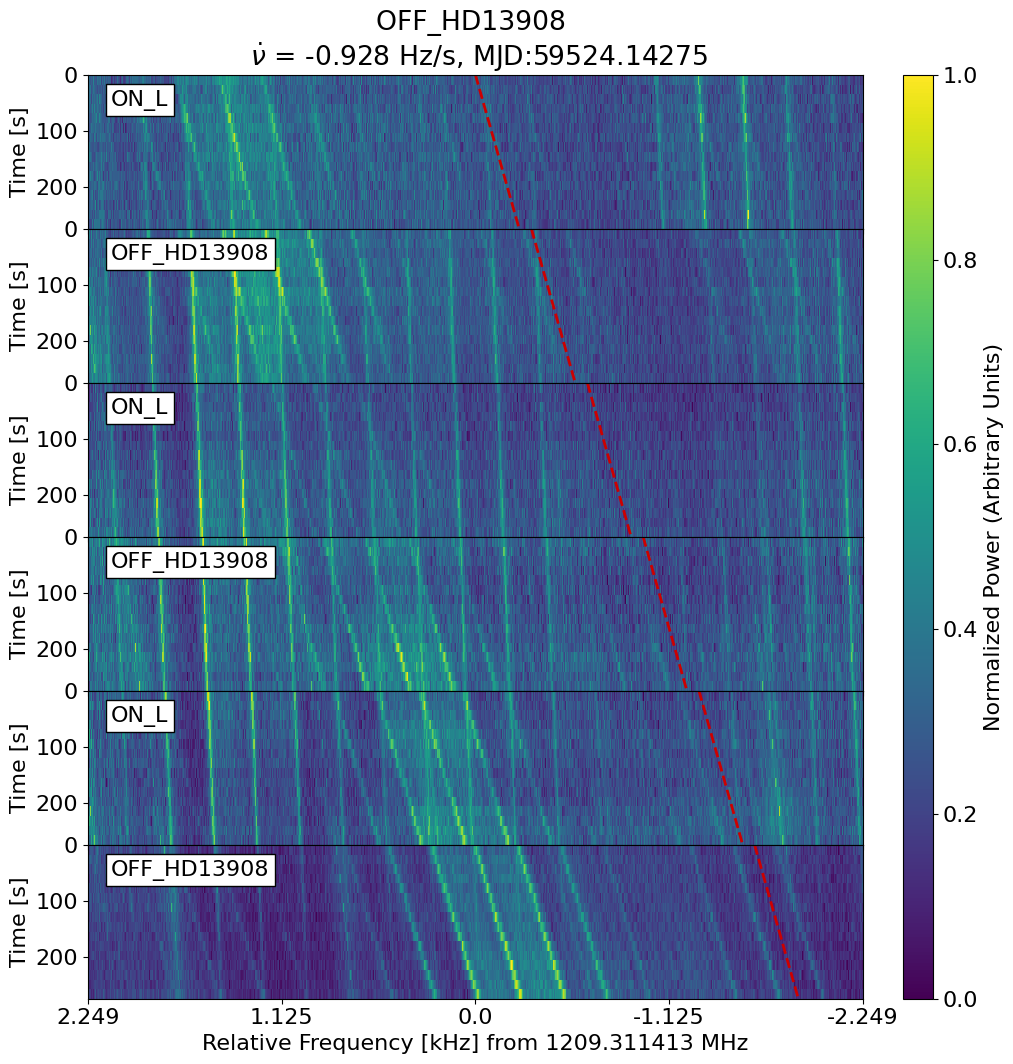 OFF_HD13908
ν̇ = -0.928 Hz/s, MJD:59524.14275
0
ON_L
100
200
Time [s]
0
OFF_HD13908
100
200
Time [s]
0
ON_L
100
200
Time [s]
0
OFF_HD13908
100
200
Time [s]
0
ON_L
100
200
Time [s]
0
OFF_HD13908
100
200
Time [s]
2.249 1.125 0.0 -1.125 -2.249
Relative Frequency [kHz] from 1209.311413 MHz
1.0
0.8
0.6
0.4
0.2
0.0
Normalized Power (Arbitrary Units)